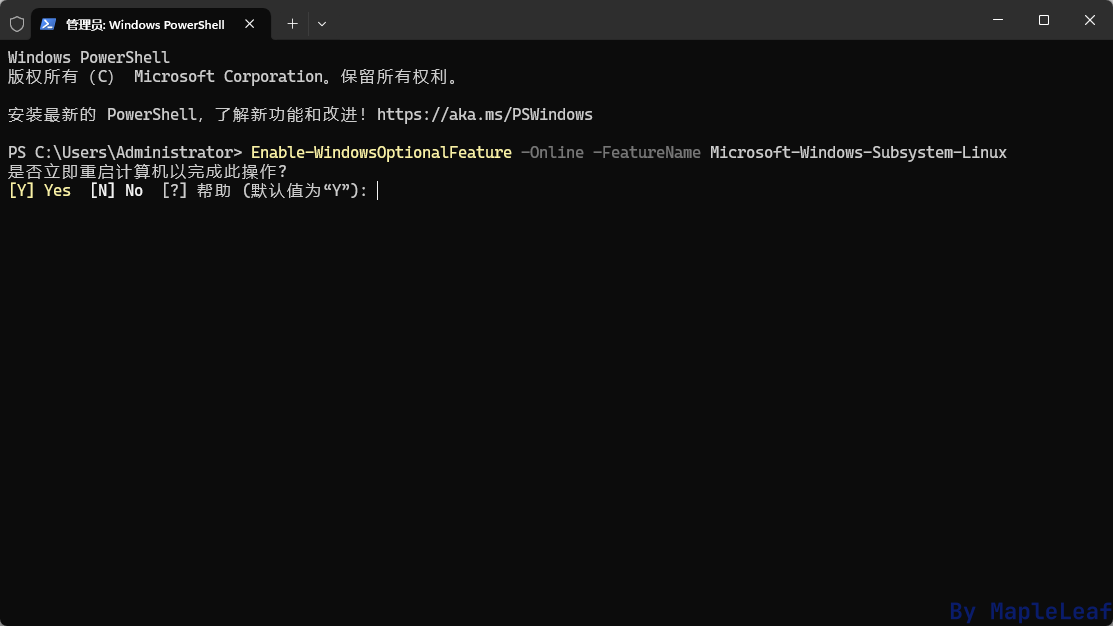 管理员: Windows PowerShell
Windows PowerShell
版权所有 (C) Microsoft Corporation。保留所有权利。
安装最新的 PowerShell，了解新功能和改进！https://aka.ms/PSWindows
PS C:\Users\Administrator> Enable-WindowsOptionalFeature -Online -FeatureName Microsoft-Windows-Subsystem-Linux
是否立即重启计算机以完成此操作?
[Y] Yes  [N] No  [?] 帮助 (默认值为“Y”):
By MapleLeaf